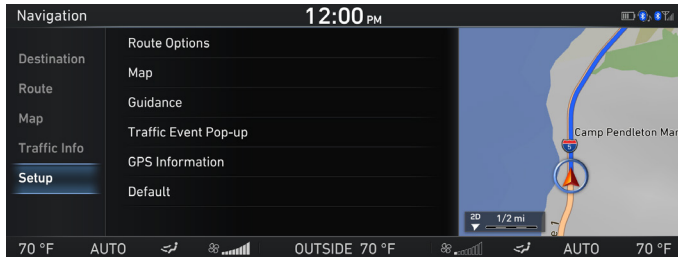 Navigation
12:00 PM
Destination
Route
Map
Traffic Info
Setup
Route Options
Map
Guidance
Traffic Event Pop-up
GPS Information
Default
Camp Pendleton Mar
5
2D 1/2 mi
e 1
70 °F AUTO OUTSIDE 70 °F AUTO 70 °F